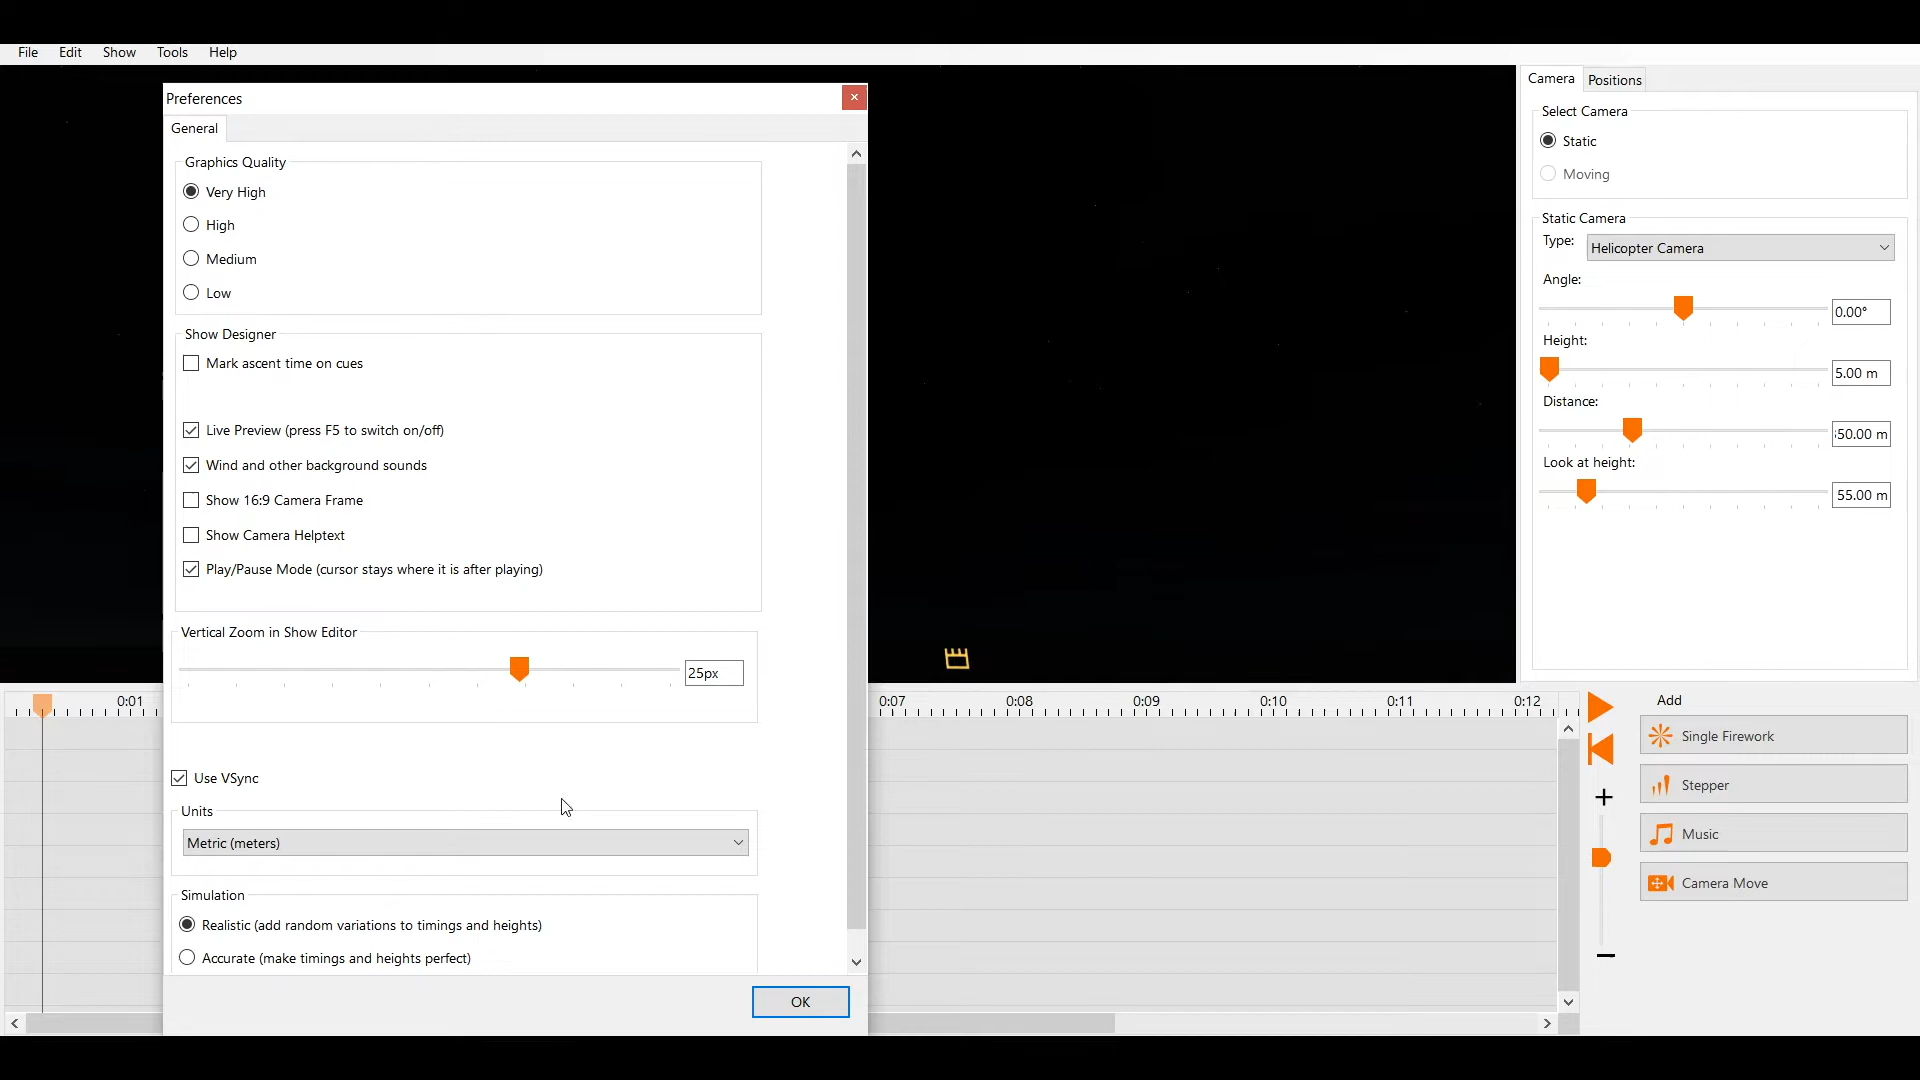 File Edit Show Tools Help
Preferences
General
Graphics Quality
Very High
High
Medium
Low
Show Designer
Mark ascent time on cues
Live Preview (press F5 to switch on/off)
Wind and other background sounds
Show 16:9 Camera Frame
Show Camera Helptext
Play/Pause Mode (cursor stays where it is after playing)
Vertical Zoom in Show Editor
25px
Use VSync
Units
Metric (meters)
Simulation
Realistic (add random variations to timings and heights)
Accurate (make timings and heights perfect)
OK
Camera Positions
Select Camera
Static
Moving
Static Camera
Type: Helicopter Camera
Angle:
0.00°
Height:
5.00 m
Distance:
50.00 m
Look at height:
55.00 m
0:01 0:07 0:08 0:09 0:10 0:11 0:12
Add
Single Firework
Stepper
Music
Camera Move